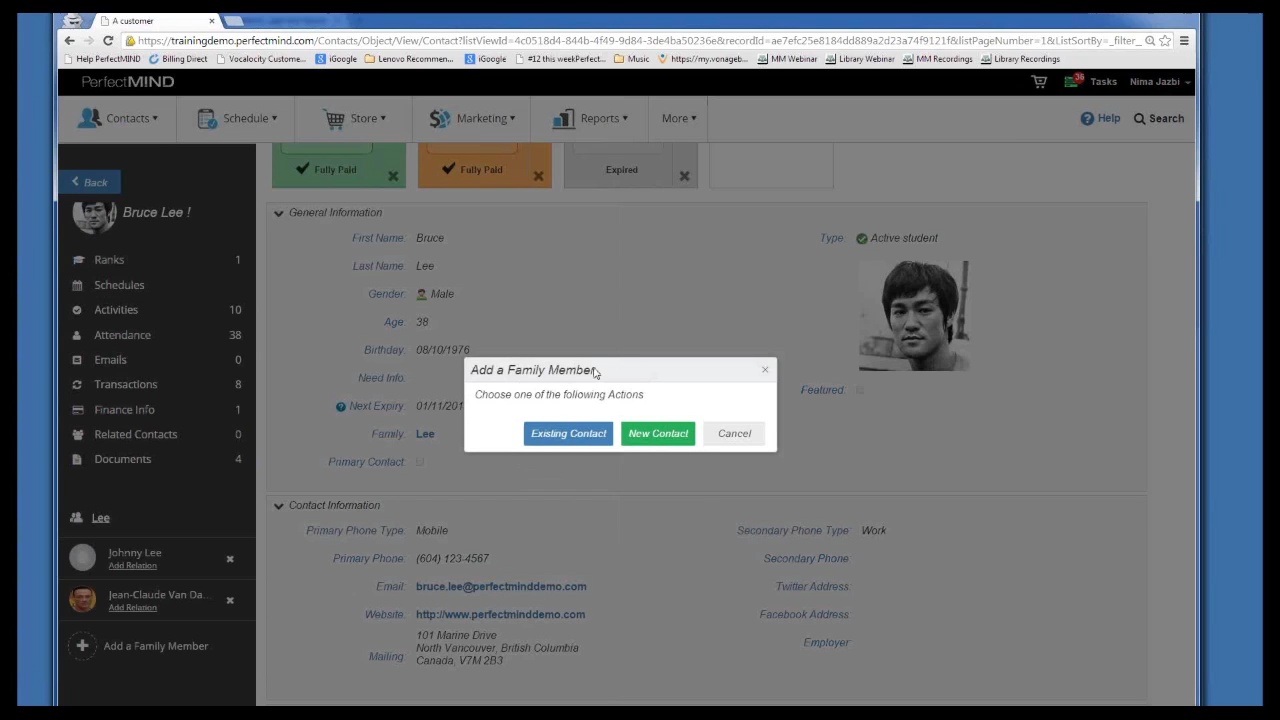 A customer
https://trainingdemo.perfectmind.com/Contacts/Object/View/Contact?listViewId=4c0518d4-844b-4f49-9d84-3de4ba50236e&recordId=ae7efc25e8184dd889a2d23a74f9121f&listPageNumber=1&ListSortBy=_filter_
Help PerfectMIND Billing Direct Vocalocity Custome... iGoogle Lenovo Recommen... iGoogle #12 this weekPerfect... Music https://my.vonageb... MM Webinar Library Webinar MM Recordings Library Recordings
PerfectMIND 36 Tasks Nima Jazbi
Contacts Schedule Store Marketing Reports More Help Search
Back
Fully Paid Fully Paid Expired
Bruce Lee !
Ranks 1
Schedules
Activities 10
Attendance 38
Emails 0
Transactions 8
Finance Info 1
Related Contacts 0
Documents 4
Lee
Johnny Lee
Add Relation
Jean-Claude Van Da...
Add Relation
Add a Family Member
General Information
First Name: Bruce
Last Name: Lee
Gender: Male
Age: 38
Birthday: 08/10/1976
Need Info:
Next Expiry: 01/11/201
Family: Lee
Primary Contact:
Type: Active student
Featured:
Add a Family Member
Choose one of the following Actions
Existing Contact New Contact Cancel
Contact Information
Primary Phone Type: Mobile
Primary Phone: (604) 123-4567
Email: bruce.lee@perfectminddemo.com
Website: http://www.perfectminddemo.com
Mailing: 101 Marine Drive
North Vancouver, British Columbia
Canada, V7M 2B3
Secondary Phone Type: Work
Secondary Phone:
Twitter Address:
Facebook Address:
Employer: